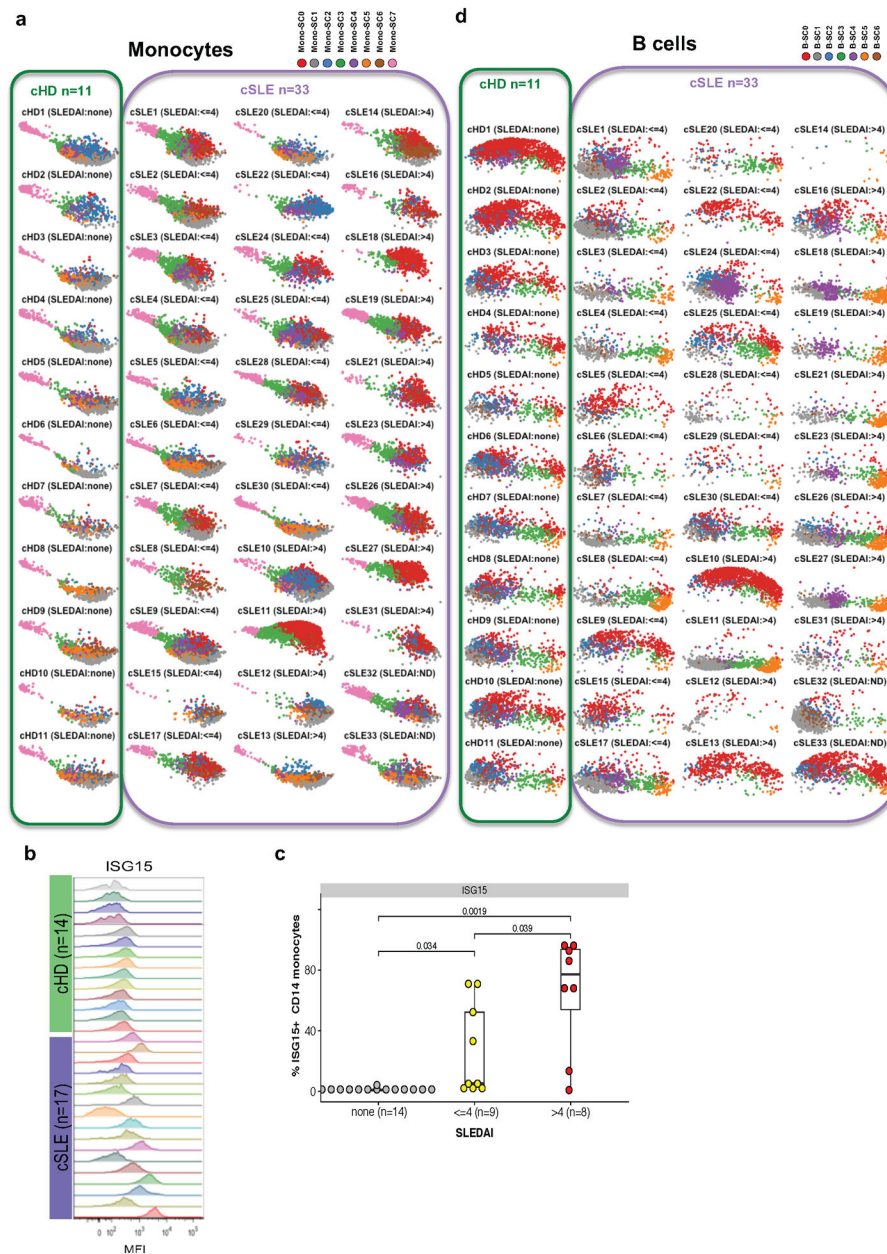 a
Monocytes
Mono-SC0
Mono-SC1
Mono-SC2
Mono-SC3
Mono-SC4
Mono-SC5
Mono-SC6
Mono-SC7
cHD n=11
cSLE n=33
cHD1 (SLEDAI:none) cSLE1 (SLEDAI:<=4) cSLE20 (SLEDAI:<=4) cSLE14 (SLEDAI:>4)
cHD2 (SLEDAI:none) cSLE2 (SLEDAI:<=4) cSLE22 (SLEDAI:<=4) cSLE16 (SLEDAI:>4)
cHD3 (SLEDAI:none) cSLE3 (SLEDAI:<=4) cSLE24 (SLEDAI:<=4) cSLE18 (SLEDAI:>4)
cHD4 (SLEDAI:none) cSLE4 (SLEDAI:<=4) cSLE25 (SLEDAI:<=4) cSLE19 (SLEDAI:>4)
cHD5 (SLEDAI:none) cSLE5 (SLEDAI:<=4) cSLE28 (SLEDAI:<=4) cSLE21 (SLEDAI:>4)
cHD6 (SLEDAI:none) cSLE6 (SLEDAI:<=4) cSLE29 (SLEDAI:<=4) cSLE23 (SLEDAI:>4)
cHD7 (SLEDAI:none) cSLE7 (SLEDAI:<=4) cSLE30 (SLEDAI:<=4) cSLE26 (SLEDAI:>4)
cHD8 (SLEDAI:none) cSLE8 (SLEDAI:<=4) cSLE10 (SLEDAI:>4) cSLE27 (SLEDAI:>4)
cHD9 (SLEDAI:none) cSLE9 (SLEDAI:<=4) cSLE11 (SLEDAI:>4) cSLE31 (SLEDAI:>4)
cHD10 (SLEDAI:none) cSLE15 (SLEDAI:<=4) cSLE12 (SLEDAI:>4) cSLE32 (SLEDAI:ND)
cHD11 (SLEDAI:none) cSLE17 (SLEDAI:<=4) cSLE13 (SLEDAI:>4) cSLE33 (SLEDAI:ND)
d
B cells
B-SC0
B-SC1
B-SC2
B-SC3
B-SC4
B-SC5
B-SC6
cHD n=11
cSLE n=33
cHD1 (SLEDAI:none) cSLE1 (SLEDAI:<=4) cSLE20 (SLEDAI:<=4) cSLE14 (SLEDAI:>4)
cHD2 (SLEDAI:none) cSLE2 (SLEDAI:<=4) cSLE22 (SLEDAI:<=4) cSLE16 (SLEDAI:>4)
cHD3 (SLEDAI:none) cSLE3 (SLEDAI:<=4) cSLE24 (SLEDAI:<=4) cSLE18 (SLEDAI:>4)
cHD4 (SLEDAI:none) cSLE4 (SLEDAI:<=4) cSLE25 (SLEDAI:<=4) cSLE19 (SLEDAI:>4)
cHD5 (SLEDAI:none) cSLE5 (SLEDAI:<=4) cSLE28 (SLEDAI:<=4) cSLE21 (SLEDAI:>4)
cHD6 (SLEDAI:none) cSLE6 (SLEDAI:<=4) cSLE29 (SLEDAI:<=4) cSLE23 (SLEDAI:>4)
cHD7 (SLEDAI:none) cSLE7 (SLEDAI:<=4) cSLE30 (SLEDAI:<=4) cSLE26 (SLEDAI:>4)
cHD8 (SLEDAI:none) cSLE8 (SLEDAI:<=4) cSLE10 (SLEDAI:>4) cSLE27 (SLEDAI:>4)
cHD9 (SLEDAI:none) cSLE9 (SLEDAI:<=4) cSLE11 (SLEDAI:>4) cSLE31 (SLEDAI:>4)
cHD10 (SLEDAI:none) cSLE15 (SLEDAI:<=4) cSLE12 (SLEDAI:>4) cSLE32 (SLEDAI:ND)
cHD11 (SLEDAI:none) cSLE17 (SLEDAI:<=4) cSLE13 (SLEDAI:>4) cSLE33 (SLEDAI:ND)
b
ISG15
cHD (n=14)
cSLE (n=17)
0 10² 10³ 10⁴ 10⁵
MFI
c
ISG15
0.0019
0.039
0.034
80
40
0
% ISG15+ CD14 monocytes
none (n=14) <=4 (n=9) >4 (n=8)
SLEDAI